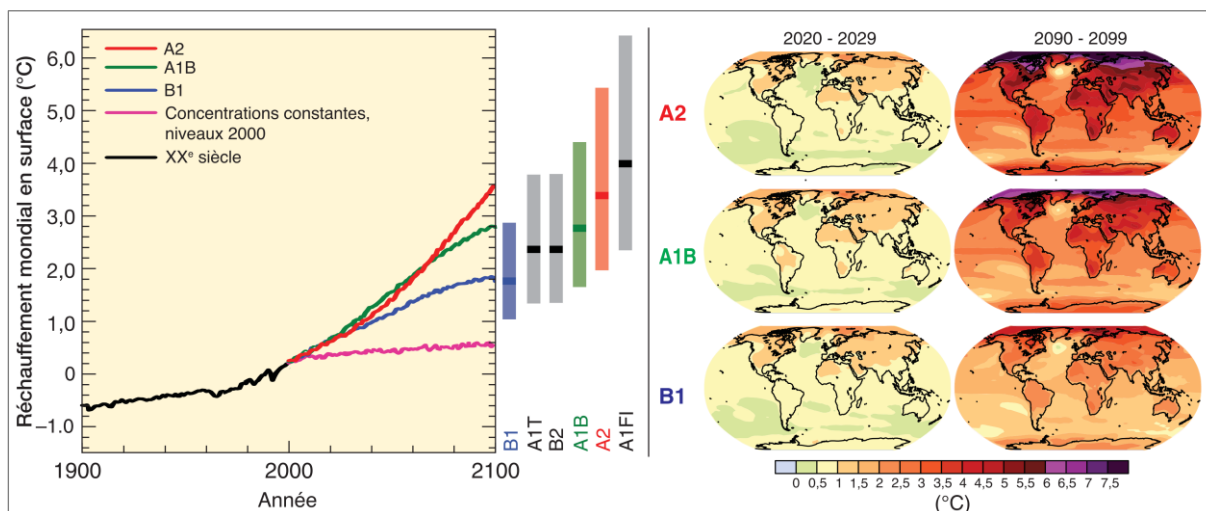 6,0
5,0
4,0
3,0
2,0
1,0
0
–1.0
Réchauffement mondial en surface (°C)
A2
A1B
B1
Concentrations constantes,
niveaux 2000
XXᵉ siècle
1900
2000
2100
Année
B1
A1T
B2
A1B
A2
A1FI
2020 - 2029
2090 - 2099
A2
A1B
B1
0 0,5 1 1,5 2 2,5 3 3,5 4 4,5 5 5,5 6 6,5 7 7,5
(°C)